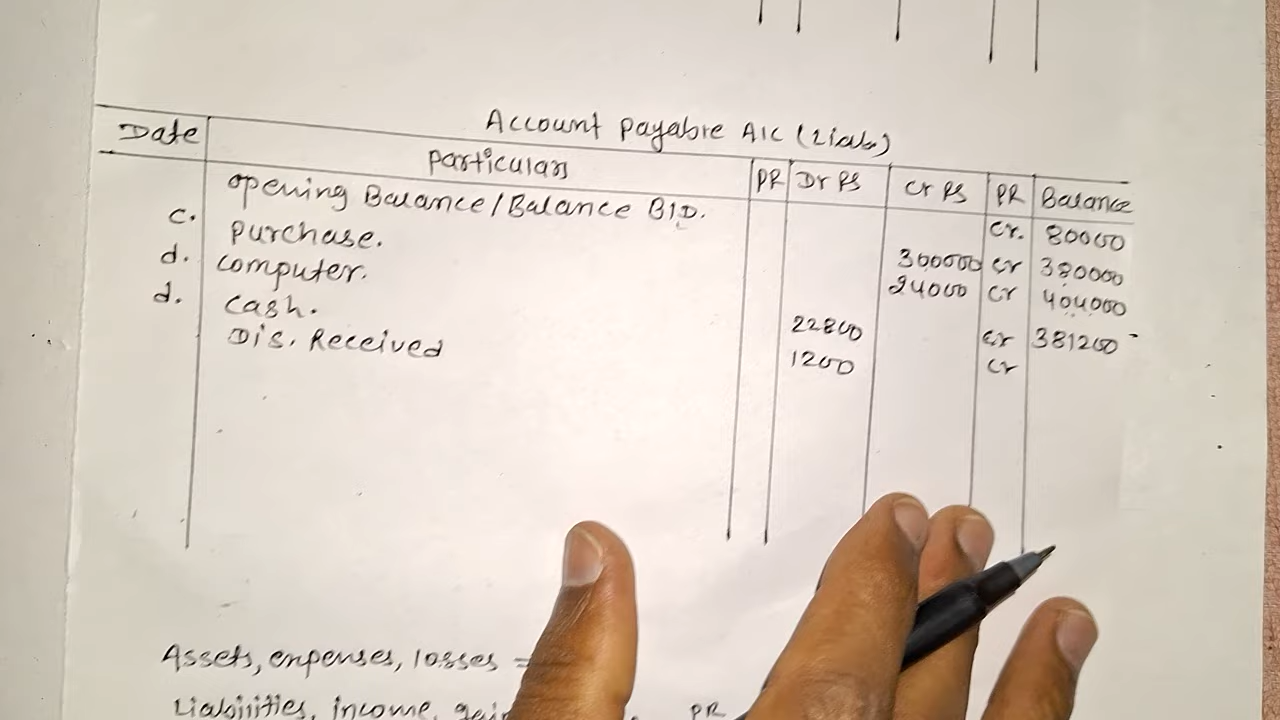 Account payable A/C (Liab.)
Date particulars PR Dr Rs Cr Rs PR Balance
opening Balance/Balance B/D. Cr. 80000
c. purchase. 300000 cr 380000
d. computer. 24000 cr 404000
d. cash. 22800 cr 381200
Dis. Received 1200 cr
Assets, expenses, losses =
Liabilities, income, gain PR